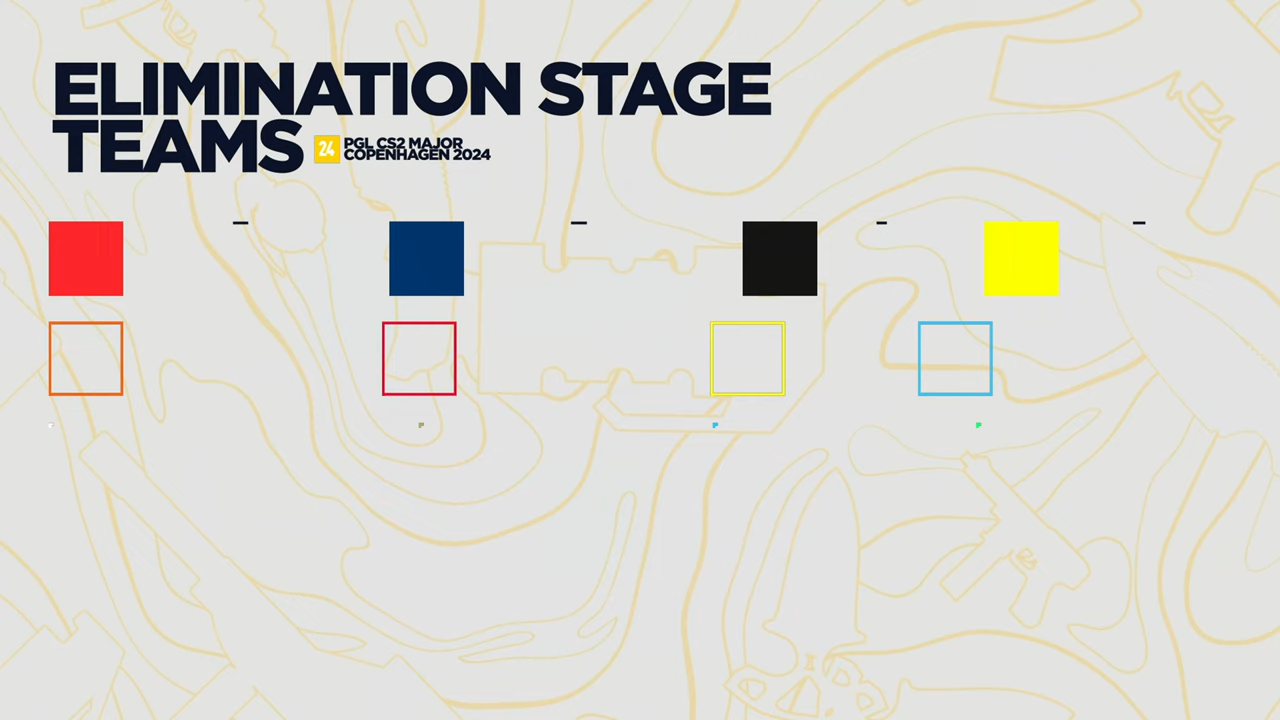 ELIMINATION STAGE
TEAMS
24
PGL CS2 MAJOR
COPENHAGEN 2024